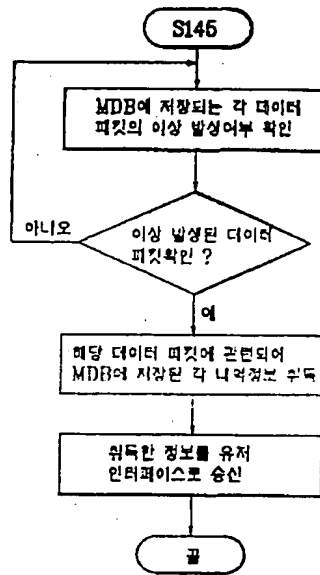 S145
MDB에 저장되는 각 데이터
피킷의 이상 발생여부 확인
이상 발생된 데이터
피킷확인 ?
아니오
예
해당 데이터 피킷에 관련되어
MDB에 저장된 각 내역정보 취득
취득한 정보를 유저
인터페이스로 송신
끝